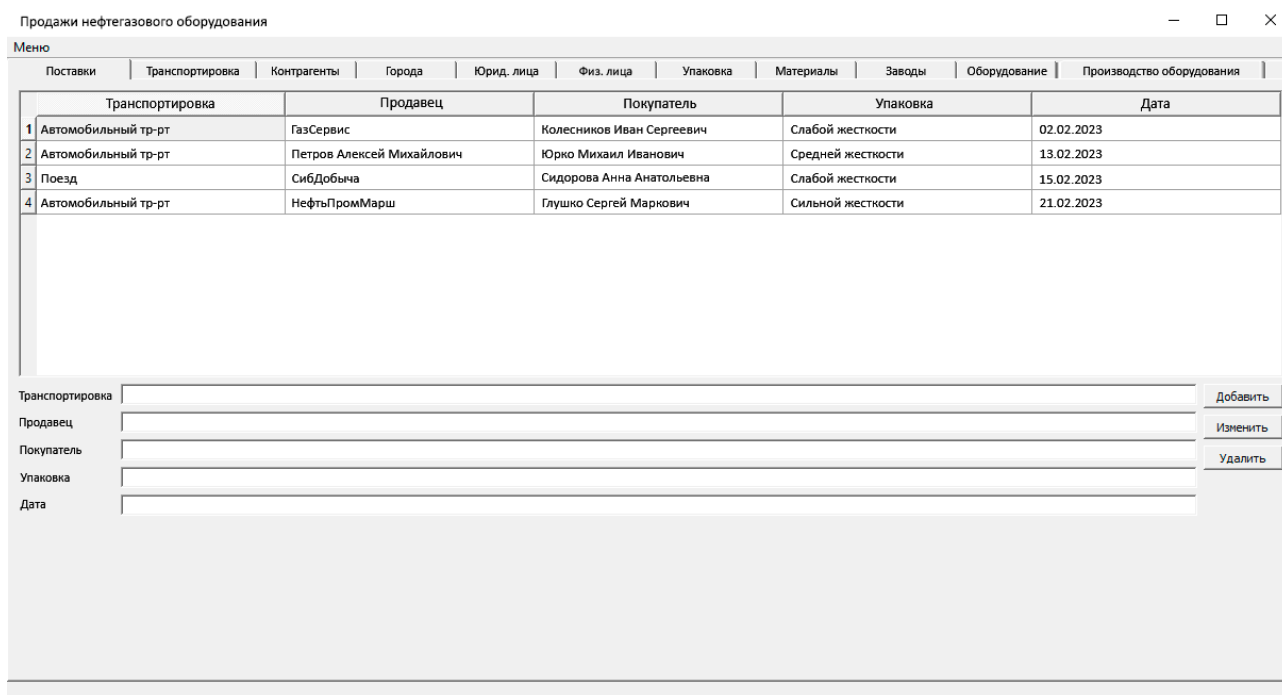 Продажи нефтегазового оборудования
Меню
Поставки Транспортировка Контрагенты Города Юрид. лица Физ. лица Упаковка Материалы Заводы Оборудование Производство оборудования
Транспортировка Продавец Покупатель Упаковка Дата
1 Автомобильный тр-рт ГазСервис Колесников Иван Сергеевич Слабой жесткости 02.02.2023
2 Автомобильный тр-рт Петров Алексей Михайлович Юрко Михаил Иванович Средней жесткости 13.02.2023
3 Поезд СибДобыча Сидорова Анна Анатольевна Слабой жесткости 15.02.2023
4 Автомобильный тр-рт НефтьПромМарш Глушко Сергей Маркович Сильной жесткости 21.02.2023
Транспортировка Добавить
Продавец Изменить
Покупатель Удалить
Упаковка
Дата